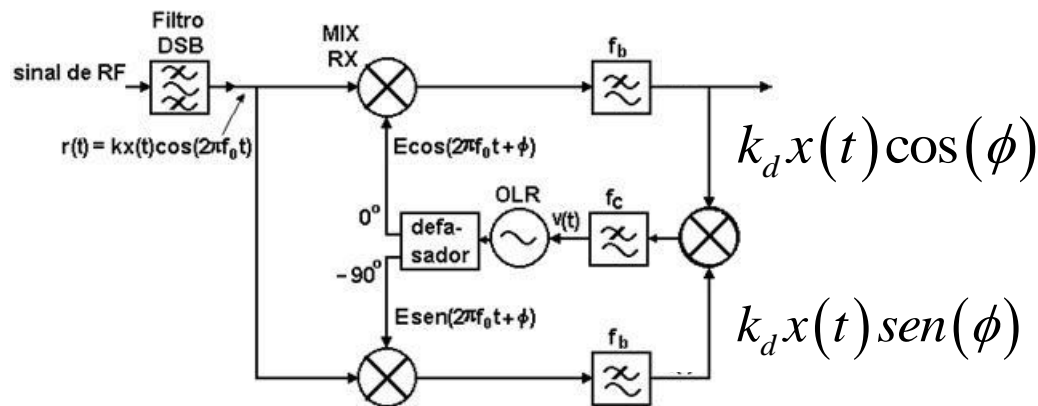 Filtro
DSB
sinal de RF
r(t) = kx(t)cos(2πf₀t)
MIX
RX
f_b
k_d x(t) cos(ϕ)
Ecos(2πf₀t+ϕ)
OLR
f_c
v(t)
0°
defa-
sador
-90°
Esen(2πf₀t+ϕ)
f_b
k_d x(t) sen(ϕ)